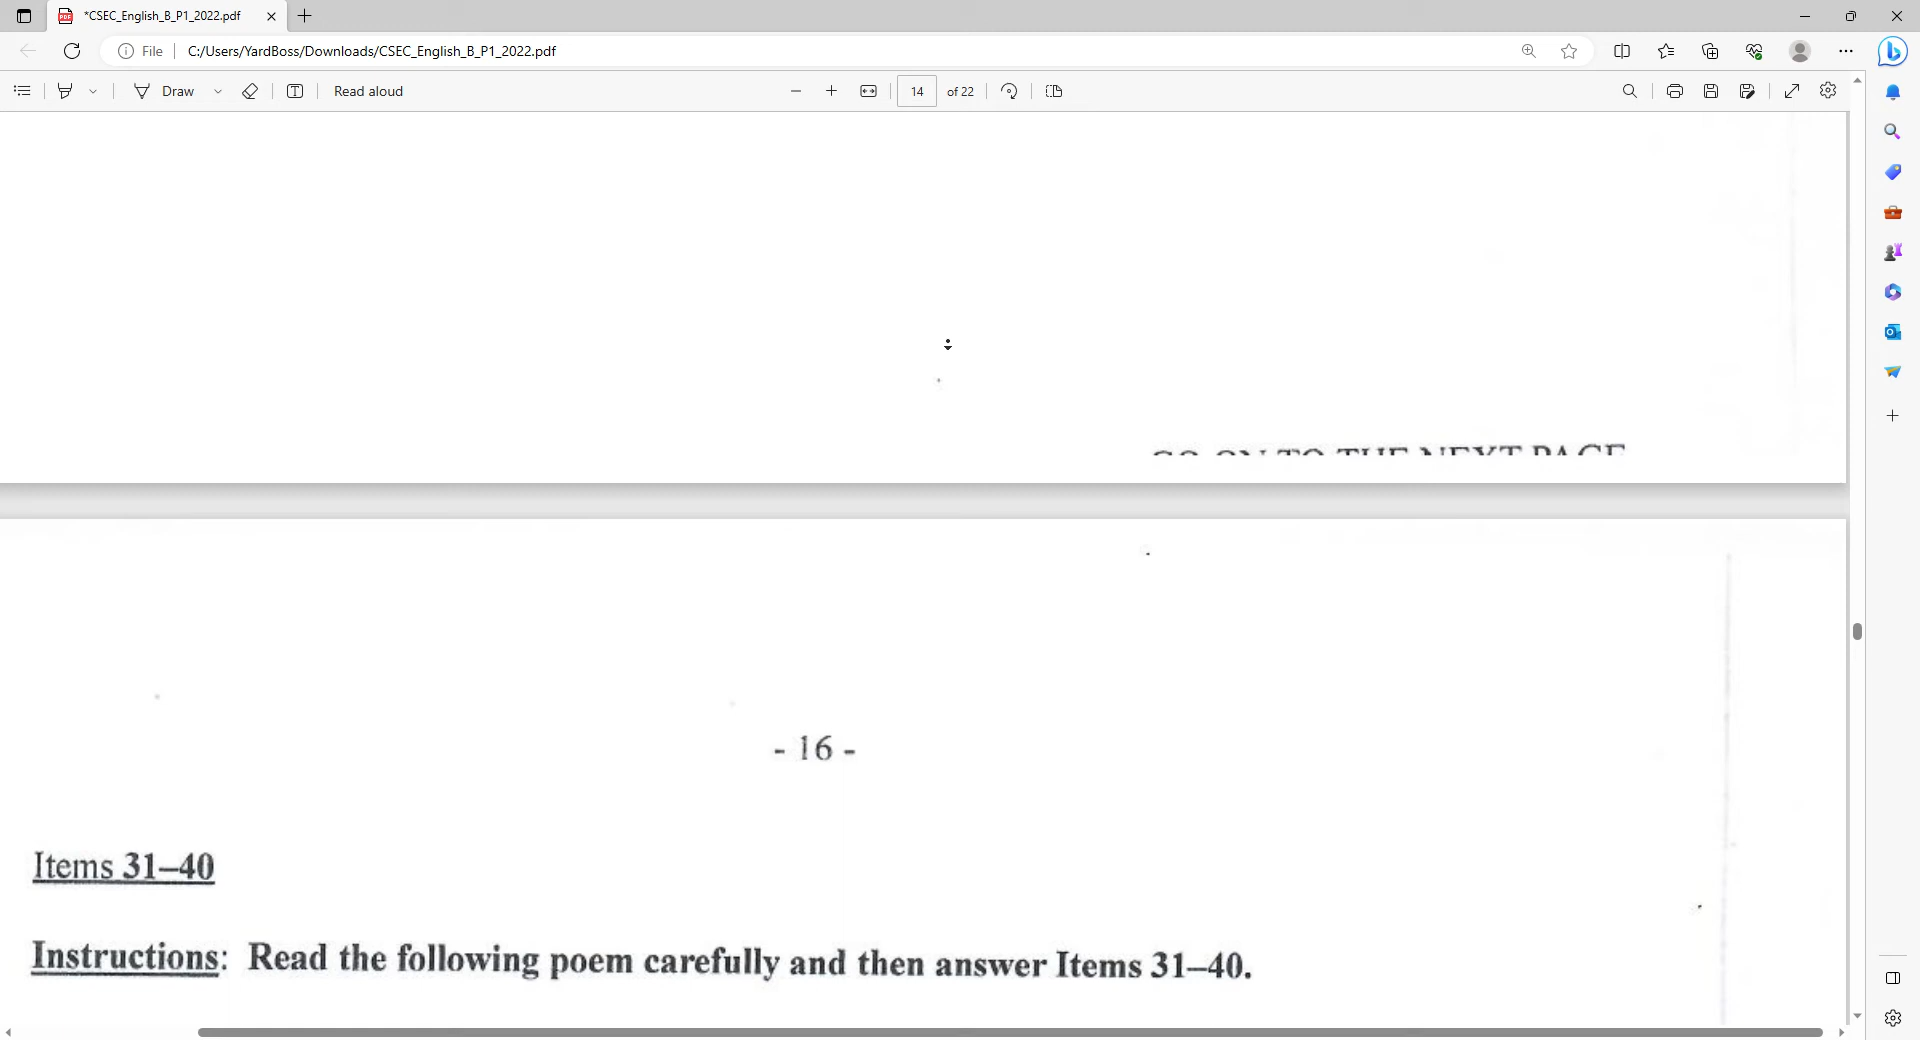 *CSEC_English_B_P1_2022.pdf
File
C:/Users/YardBoss/Downloads/CSEC_English_B_P1_2022.pdf
Draw
Read aloud
14 of 22
GO ON TO THE NEXT PAGE
- 16 -
Items 31–40
Instructions: Read the following poem carefully and then answer Items 31–40.